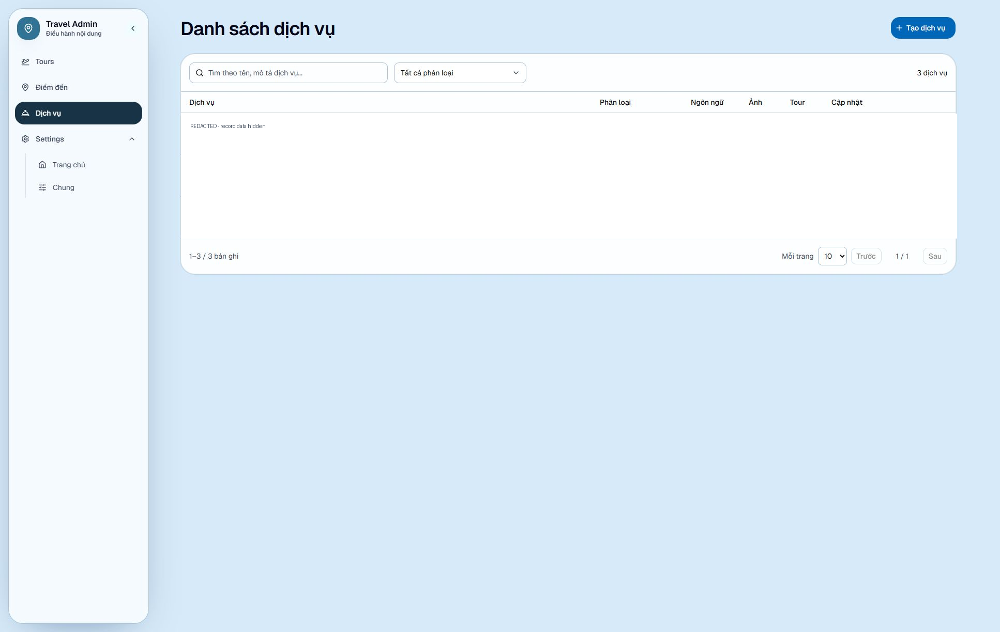 Travel Admin
Điều hành nội dung
Tours
Điểm đến
Dịch vụ
Settings
Trang chủ
Chung
Danh sách dịch vụ
Tạo dịch vụ
Tìm theo tên, mô tả dịch vụ...
Tất cả phân loại
3 dịch vụ
Dịch vụ Phân loại Ngôn ngữ Ảnh Tour Cập nhật
REDACTED - record data hidden
1–3 / 3 bản ghi
Mỗi trang 10 Trước 1 / 1 Sau